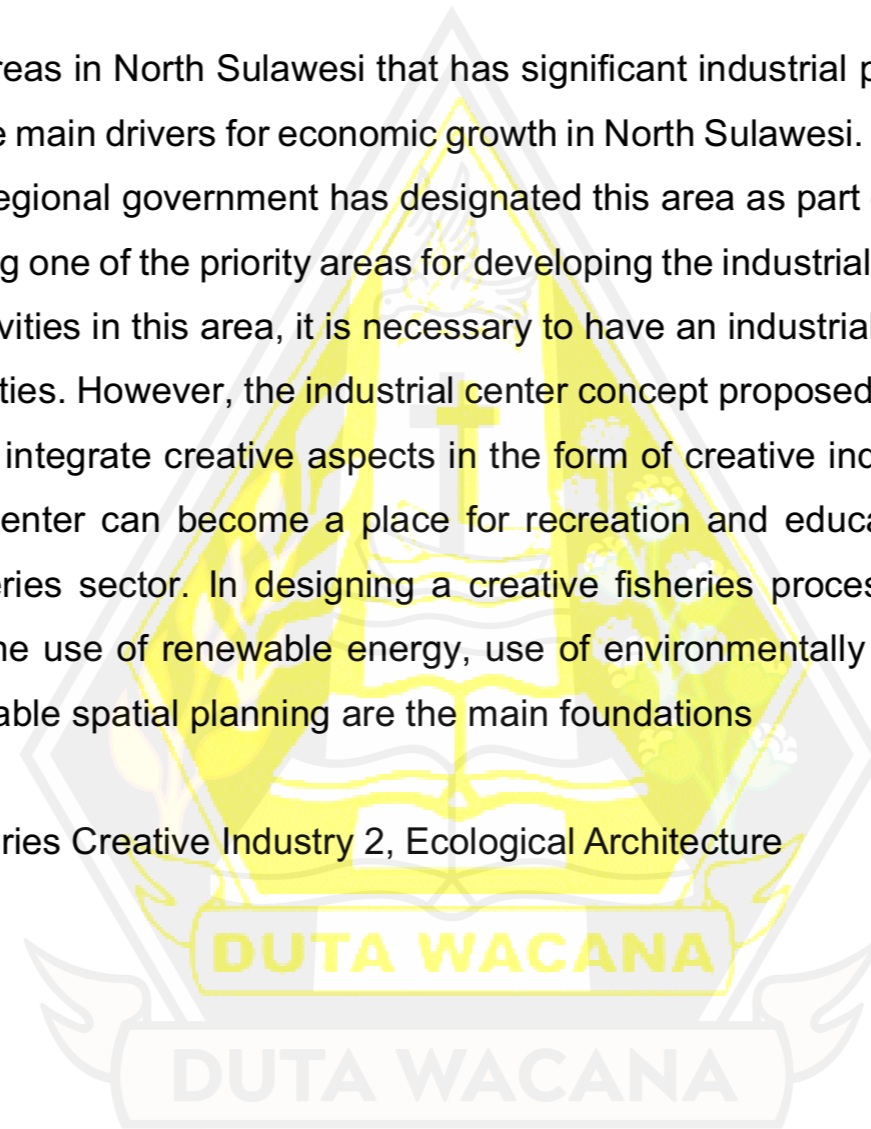 reas in North Sulawesi that has significant industrial p
e main drivers for economic growth in North Sulawesi.
egional government has designated this area as part
g one of the priority areas for developing the industrial
vities in this area, it is necessary to have an industrial
ties. However, the industrial center concept proposed
integrate creative aspects in the form of creative ind
enter can become a place for recreation and educa
eries sector. In designing a creative fisheries proces
he use of renewable energy, use of environmentally
able spatial planning are the main foundations
ries Creative Industry 2, Ecological Architecture
DUTA WACANA
DUTA WACANA